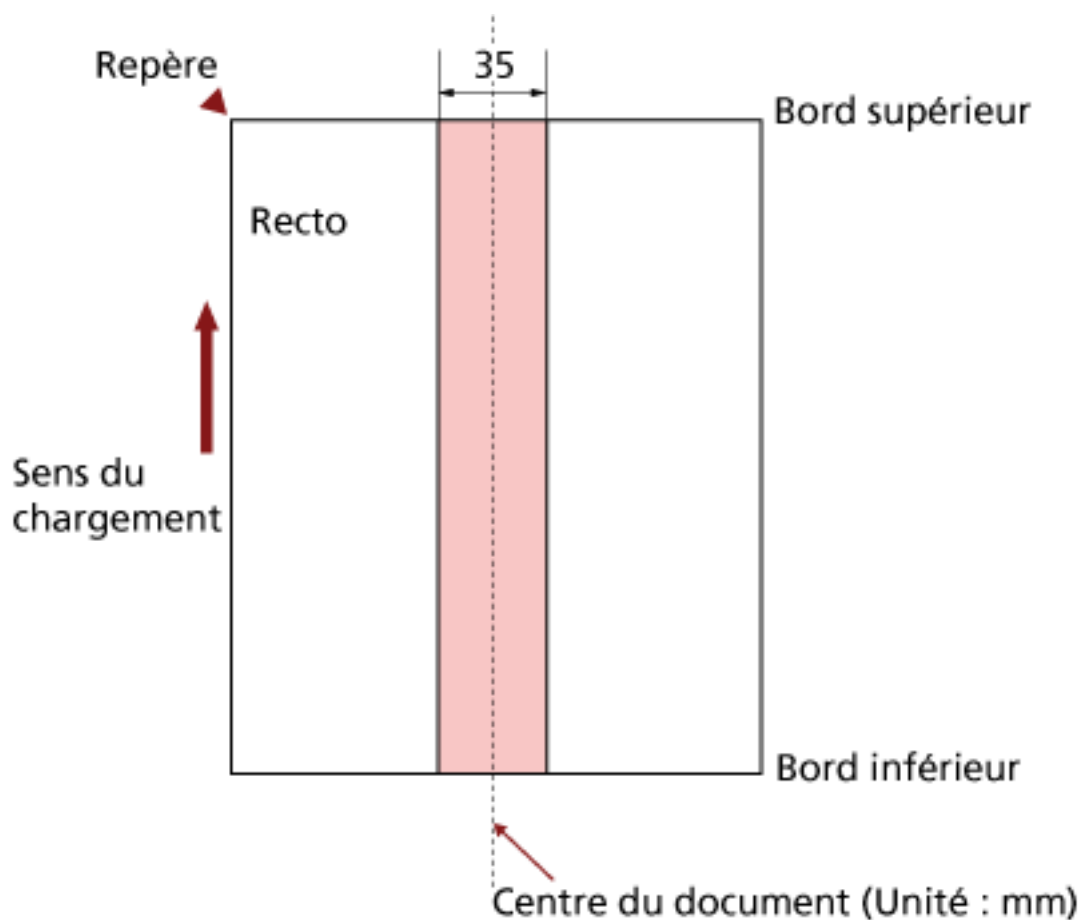 Repère
35
Bord supérieur
Recto
Sens du
chargement
Bord inférieur
Centre du document (Unité : mm)